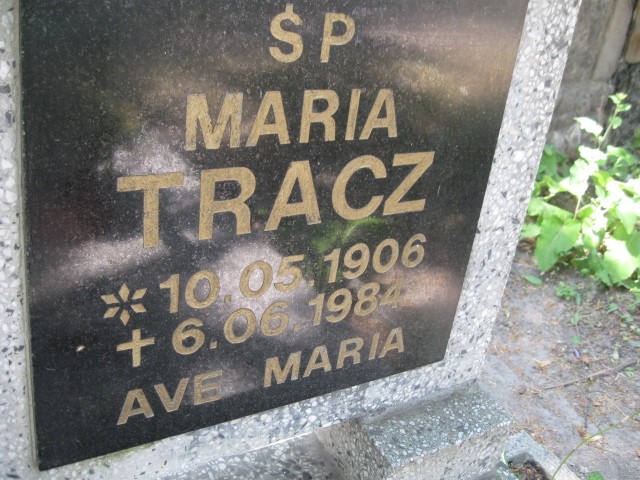 ŚP
MARIA
TRACZ
* 10.05.1906
+ 6.06.1984.
AVE MARIA